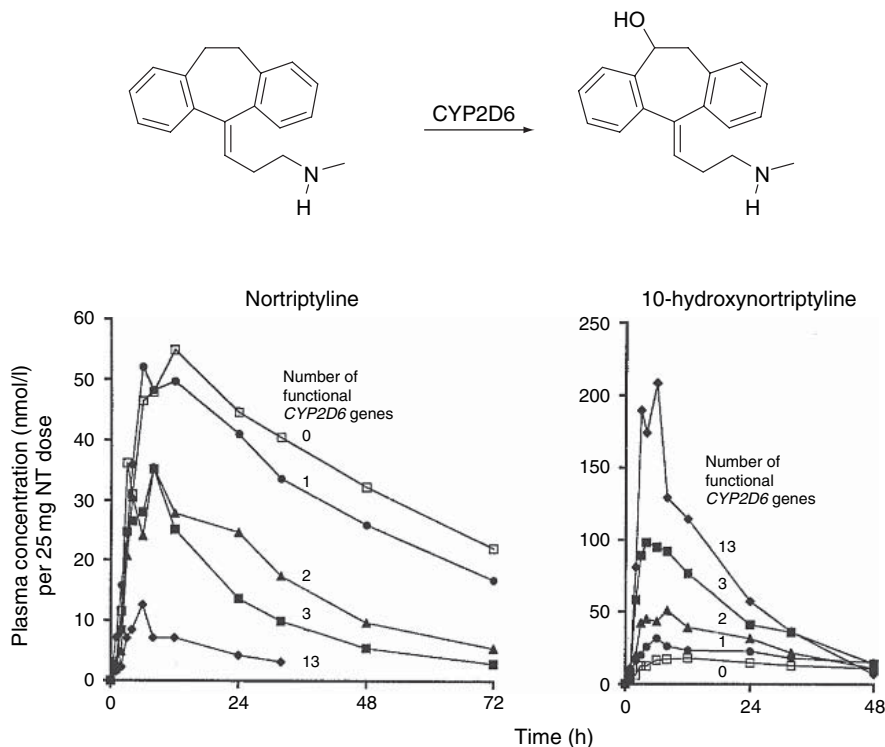 HO
CYP2D6
N
H
N
H
Nortriptyline
10-hydroxynortriptyline
Plasma concentration (nmol/l)
per 25 mg NT dose
60
50
40
30
20
10
0
Number of
functional
CYP2D6 genes
0
1
2
3
13
0
24
48
72
250
200
150
100
50
0
Number of
functional
CYP2D6 genes
13
3
2
1
0
0
24
48
Time (h)